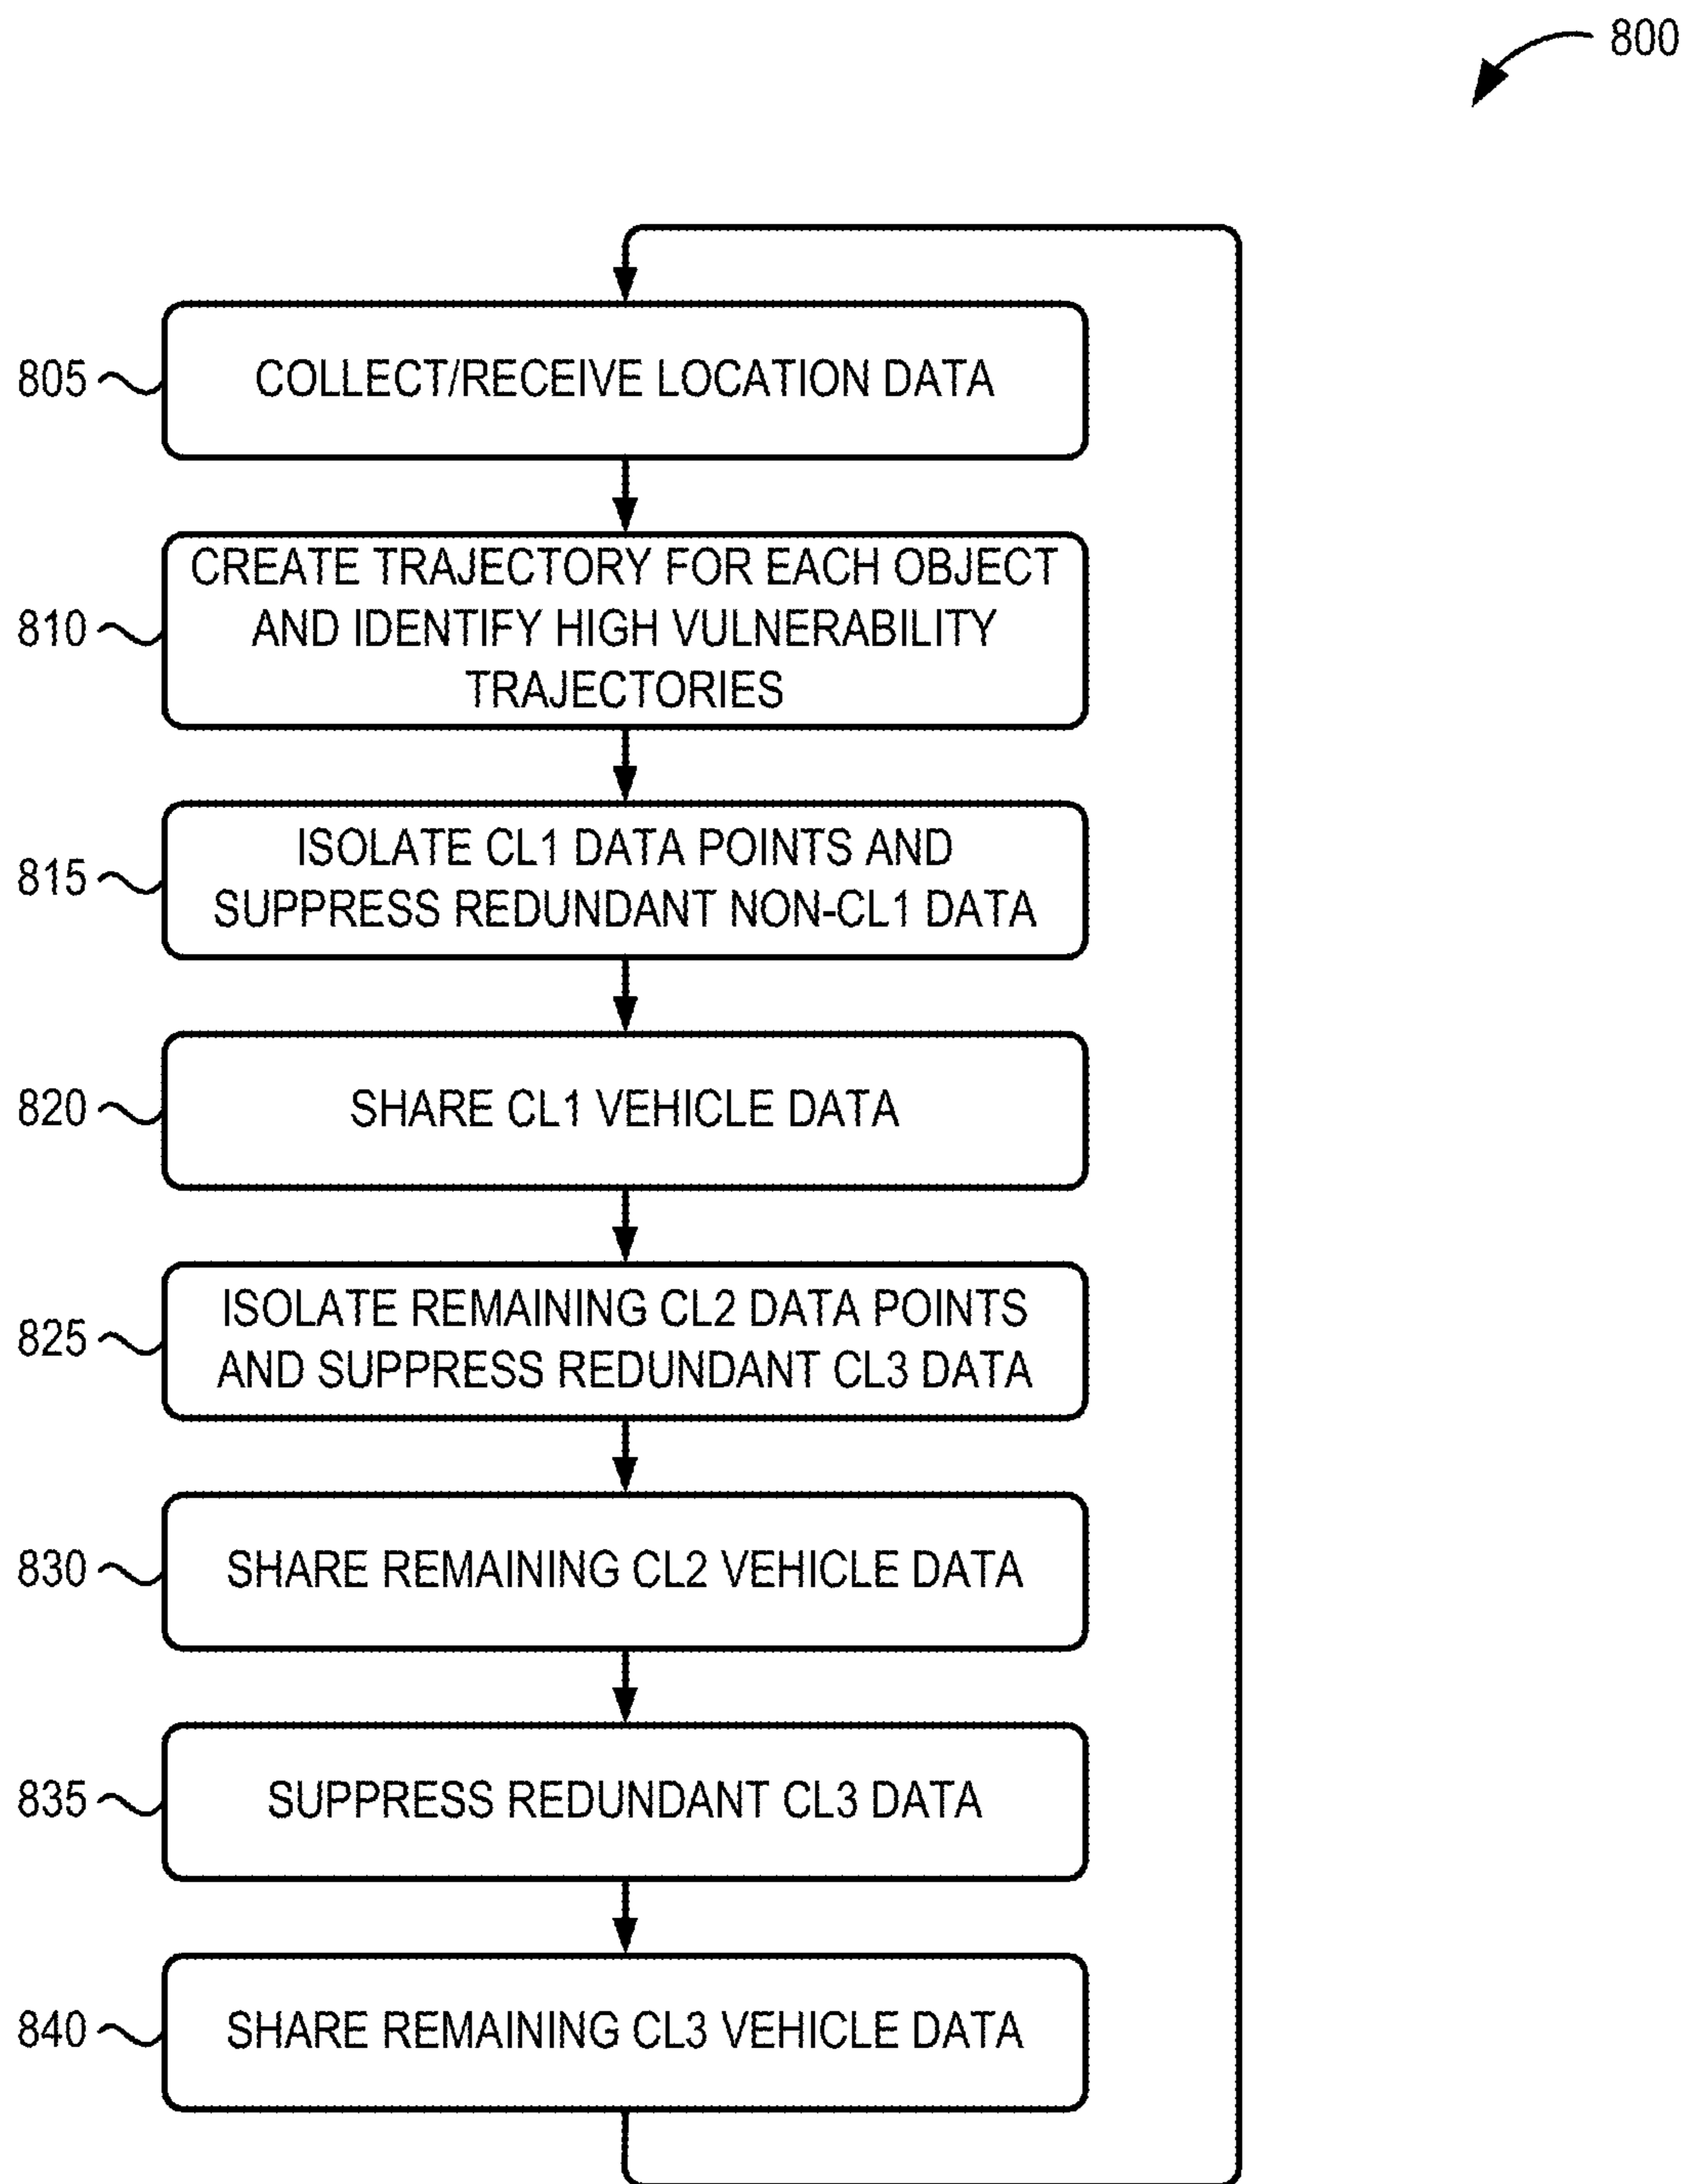 800
805
COLLECT/RECEIVE LOCATION DATA
810
CREATE TRAJECTORY FOR EACH OBJECT
AND IDENTIFY HIGH VULNERABILITY
TRAJECTORIES
815
ISOLATE CL1 DATA POINTS AND
SUPPRESS REDUNDANT NON-CL1 DATA
820
SHARE CL1 VEHICLE DATA
825
ISOLATE REMAINING CL2 DATA POINTS
AND SUPPRESS REDUNDANT CL3 DATA
830
SHARE REMAINING CL2 VEHICLE DATA
835
SUPPRESS REDUNDANT CL3 DATA
840
SHARE REMAINING CL3 VEHICLE DATA